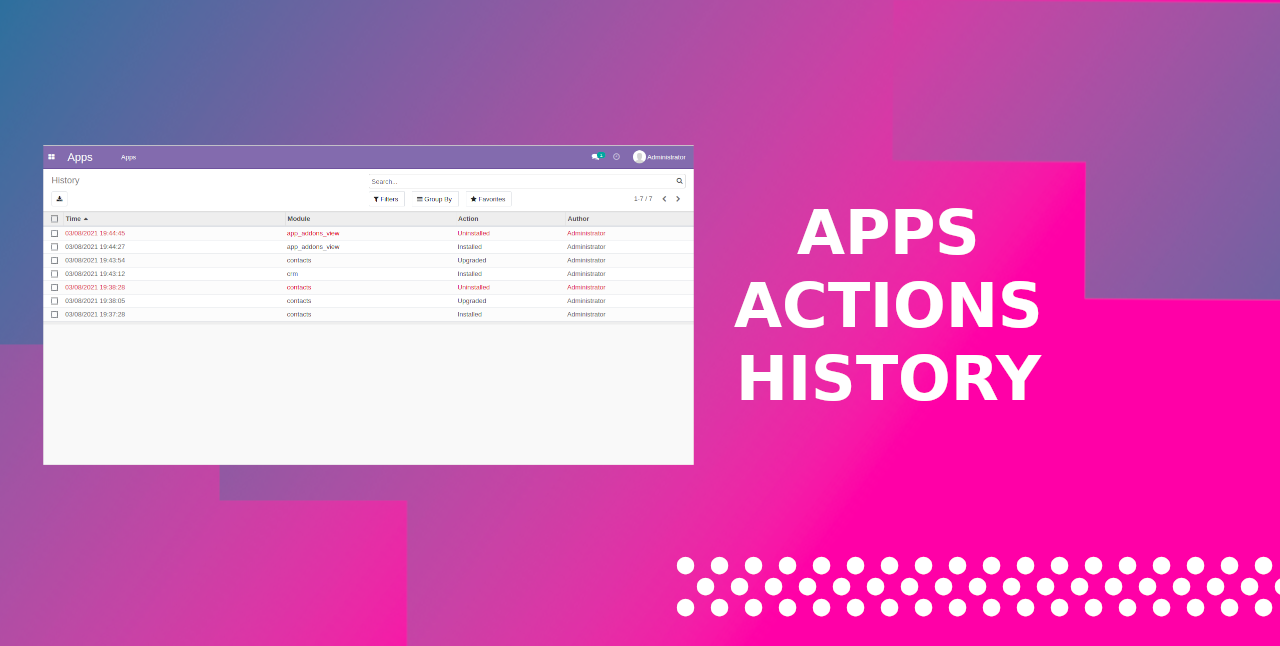 Apps Apps 1 Administrator
History Search...
Filters Group By Favorites 1-7 / 7
Time Module Action Author
03/08/2021 19:44:45 app_addons_view Uninstalled Administrator
03/08/2021 19:44:27 app_addons_view Installed Administrator
03/08/2021 19:43:54 contacts Upgraded Administrator
03/08/2021 19:43:12 crm Installed Administrator
03/08/2021 19:38:28 contacts Uninstalled Administrator
03/08/2021 19:38:05 contacts Upgraded Administrator
03/08/2021 19:37:28 contacts Installed Administrator
APPS
ACTIONS
HISTORY